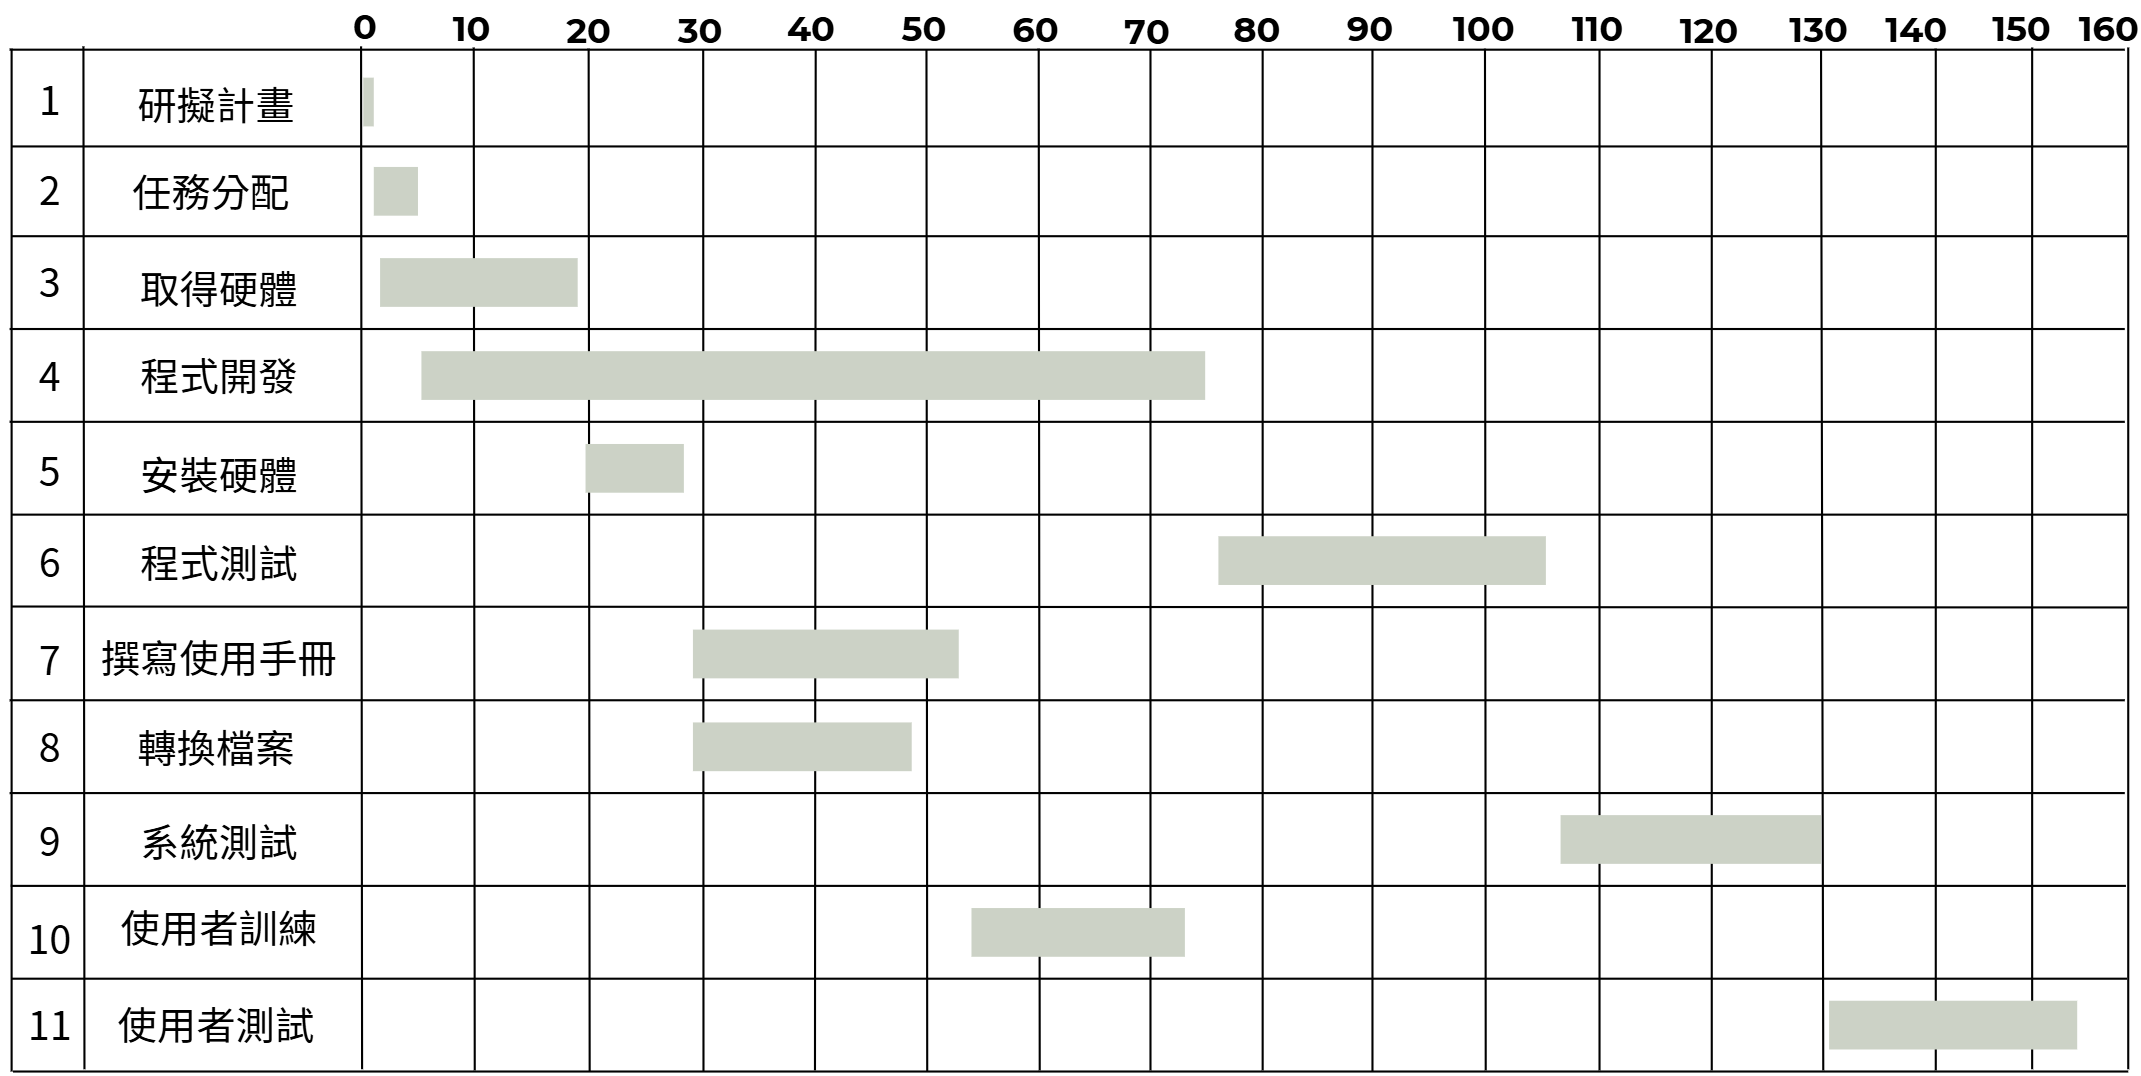 0 10 20 30 40 50 60 70 80 90 100 110 120 130 140 150 160
1 研擬計畫
2 任務分配
3 取得硬體
4 程式開發
5 安裝硬體
6 程式測試
7 撰寫使用手冊
8 轉換檔案
9 系統測試
10 使用者訓練
11 使用者測試